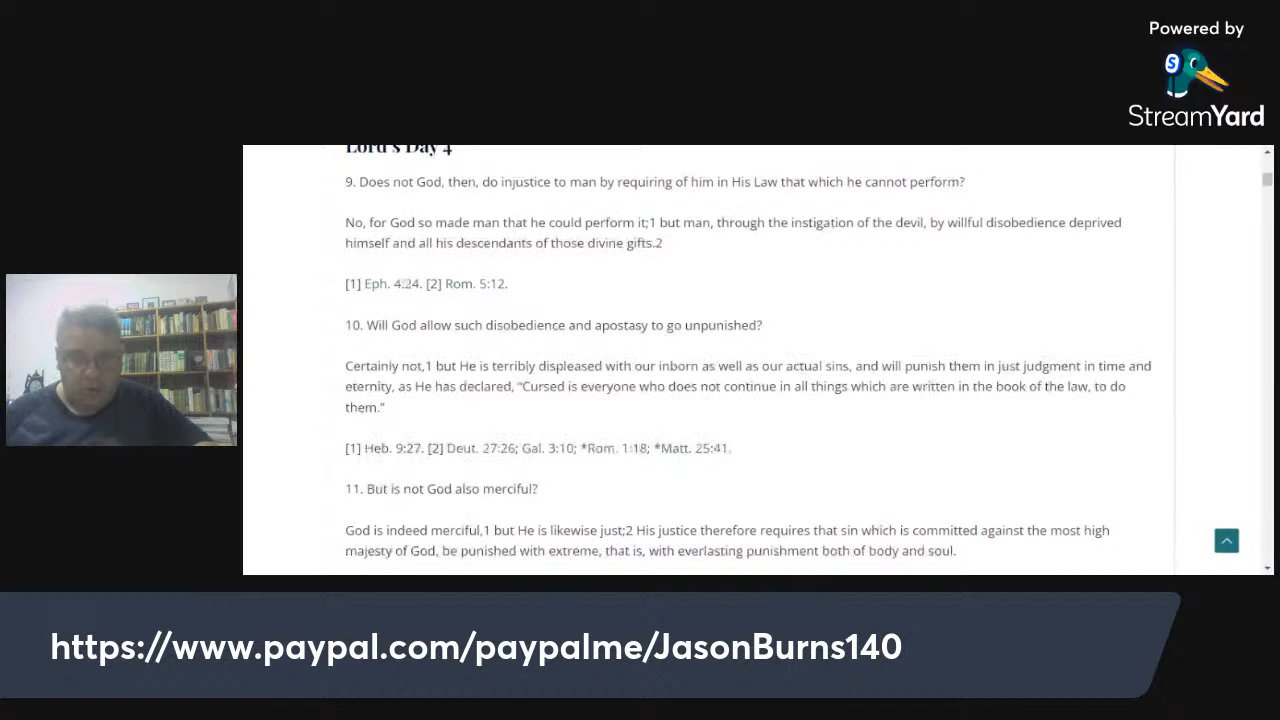 Powered by
StreamYard
Lord's Day 4
9. Does not God, then, do injustice to man by requiring of him in His Law that which he cannot perform?
No, for God so made man that he could perform it;1 but man, through the instigation of the devil, by willful disobedience deprived
himself and all his descendants of those divine gifts.2
[1] Eph. 4:24. [2] Rom. 5:12.
10. Will God allow such disobedience and apostasy to go unpunished?
Certainly not,1 but He is terribly displeased with our inborn as well as our actual sins, and will punish them in just judgment in time and
eternity, as He has declared, “Cursed is everyone who does not continue in all things which are written in the book of the law, to do
them.”
[1] Heb. 9:27. [2] Deut. 27:26; Gal. 3:10; *Rom. 1:18; *Matt. 25:41.
11. But is not God also merciful?
God is indeed merciful,1 but He is likewise just;2 His justice therefore requires that sin which is committed against the most high
majesty of God, be punished with extreme, that is, with everlasting punishment both of body and soul.
https://www.paypal.com/paypalme/JasonBurns140